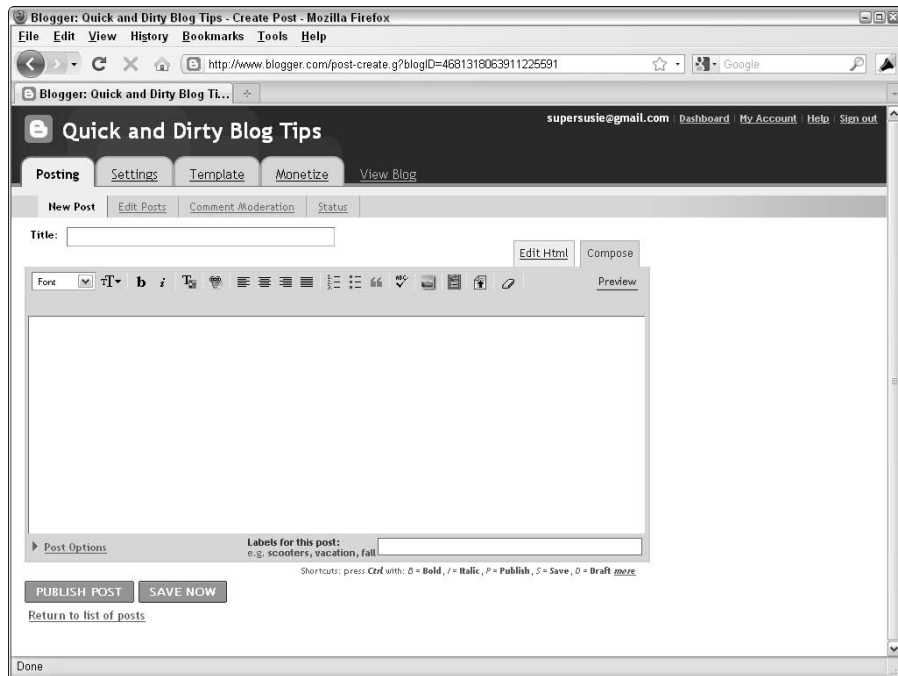 Blogger: Quick and Dirty Blog Tips - Create Post - Mozilla Firefox
File Edit View History Bookmarks Tools Help
http://www.blogger.com/post-create.g?blogID=4681318063911225591 Google
Blogger: Quick and Dirty Blog Ti...
supersusie@gmail.com | Dashboard | My Account | Help | Sign out
Quick and Dirty Blog Tips
Posting Settings Template Monetize View Blog
New Post Edit Posts Comment Moderation Status
Title:
Edit Html Compose
Font b i ABC Preview
Post Options
Labels for this post:
e.g. scooters, vacation, fall
Shortcuts: press Ctrl with: B = Bold, I = Italic, P = Publish, S = Save, D = Draft more
PUBLISH POST SAVE NOW
Return to list of posts
Done